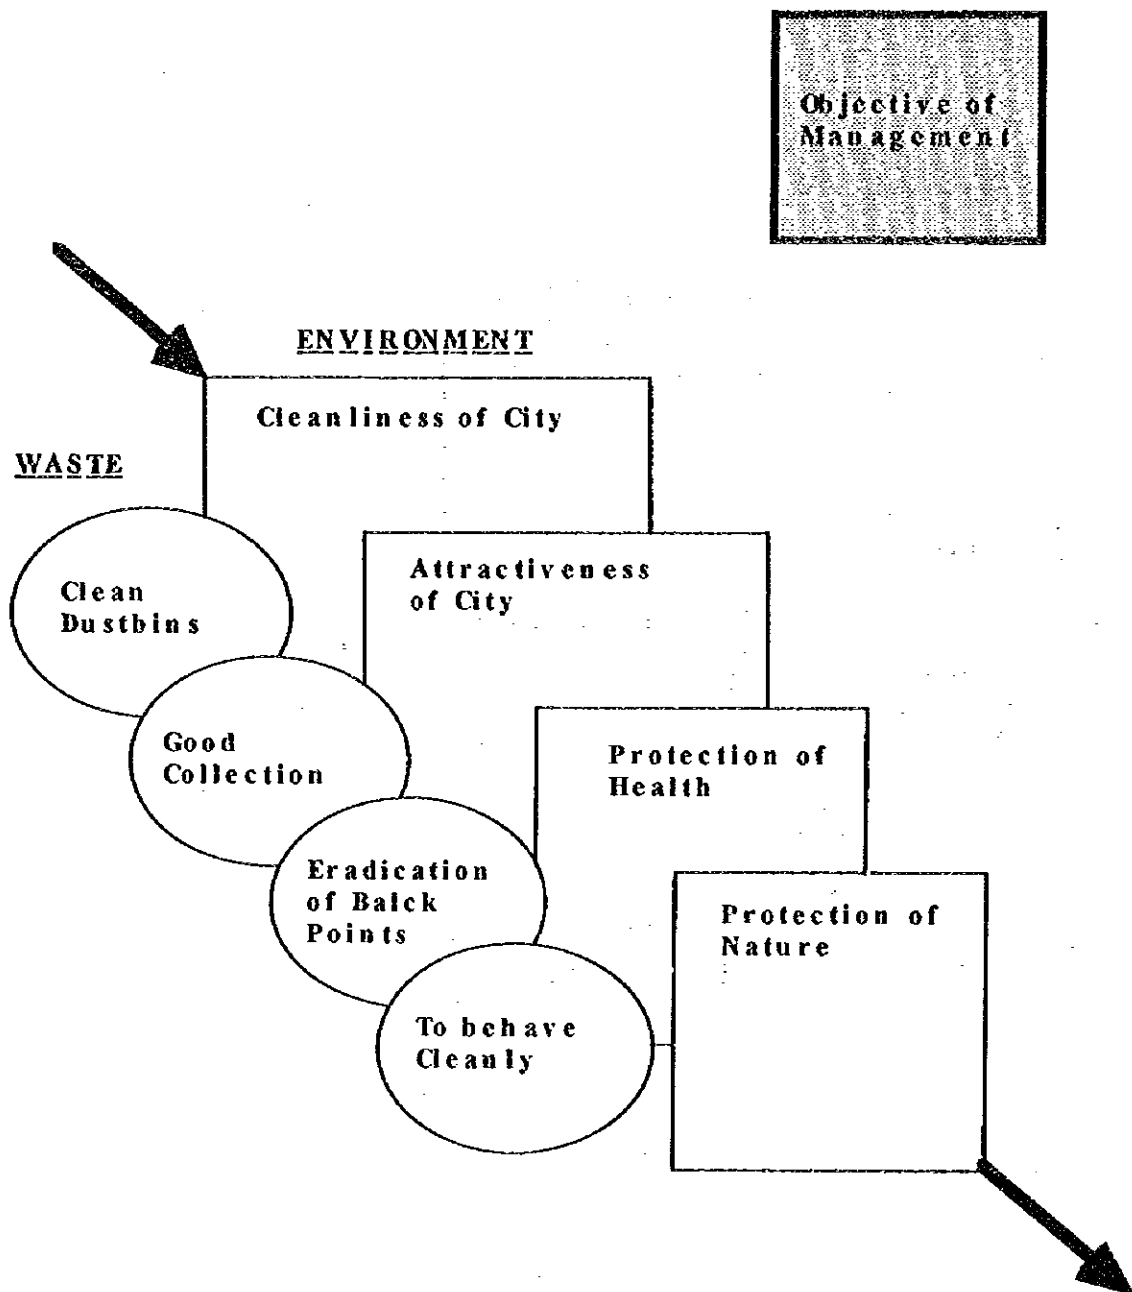 Objective of
Management
ENVIRONMENT
Cleanliness of City
WASTE
Attractiveness
of City
Clean
Dustbins
Good
Collection
Protection of
Health
Eradication
of Balck
Points
Protection of
Nature
To behave
Cleanly